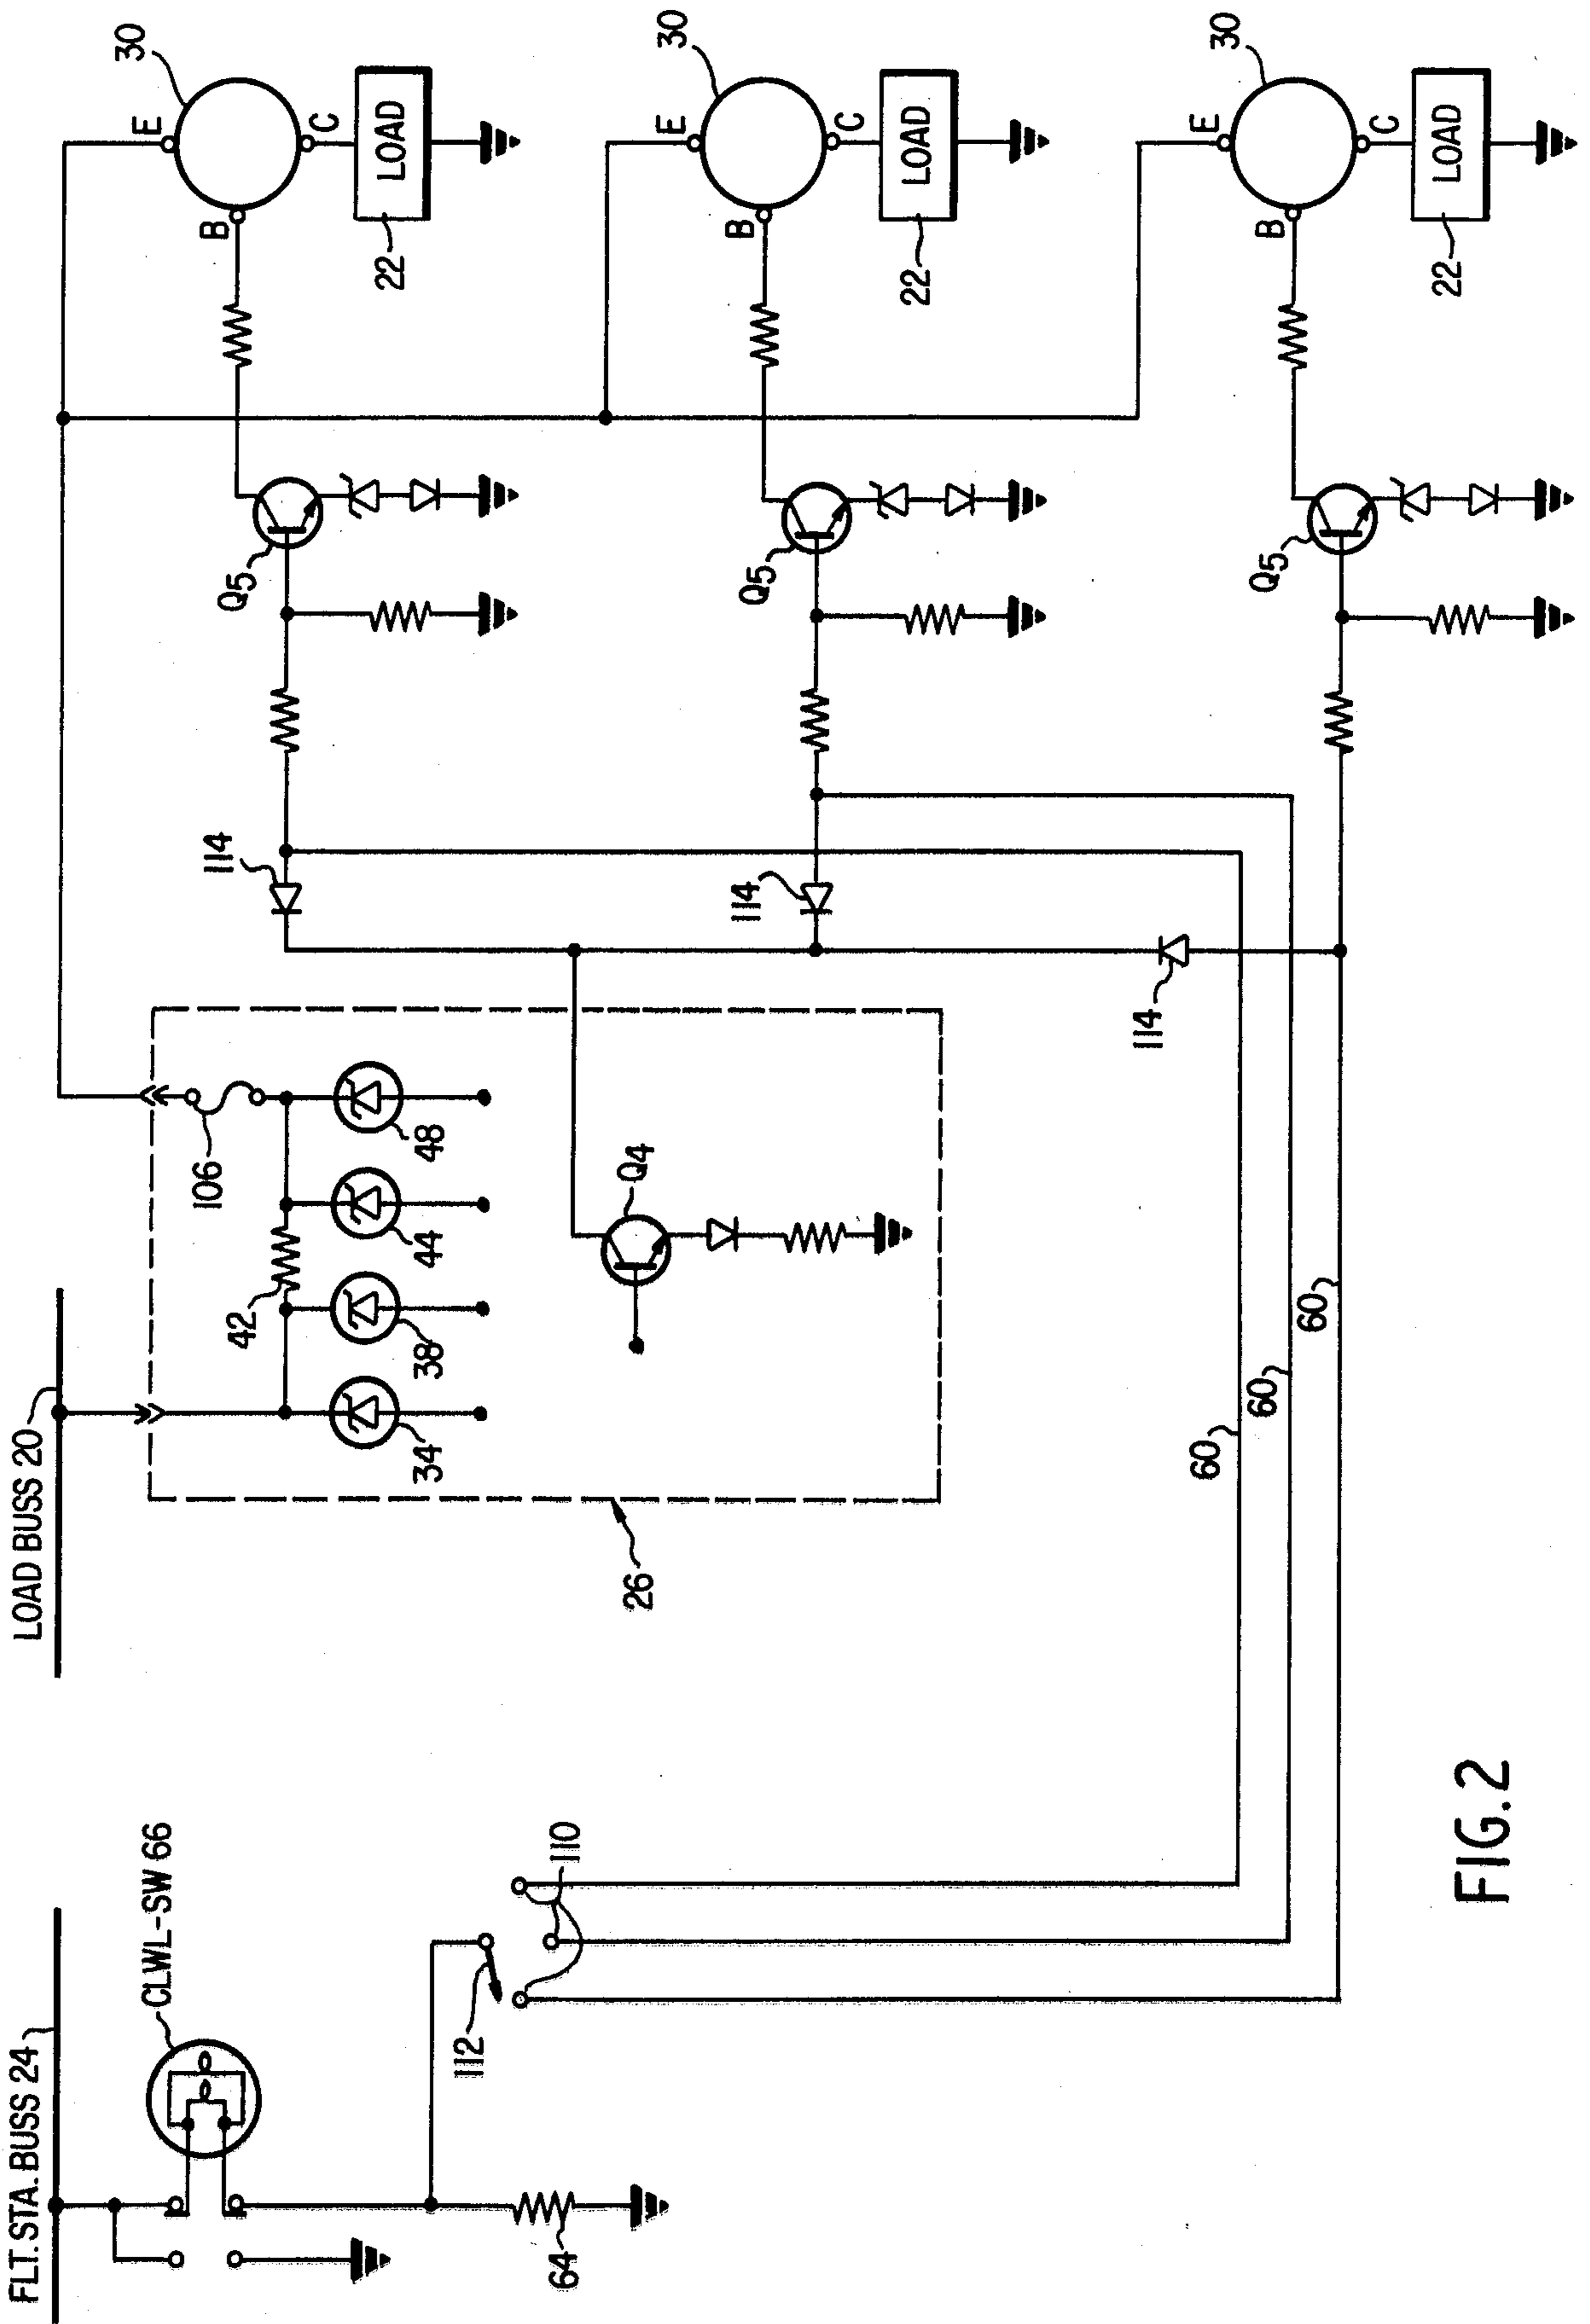 FLT. STA. BUSS 24
CLWL-SW 66
64
112
110
LOAD BUSS 20
26
34
38
42
44
48
106
Q4
60
60
60
114
114
114
Q5
Q5
Q5
B
E
C
30
LOAD
22
B
E
C
30
LOAD
22
B
E
C
30
LOAD
22
FIG. 2